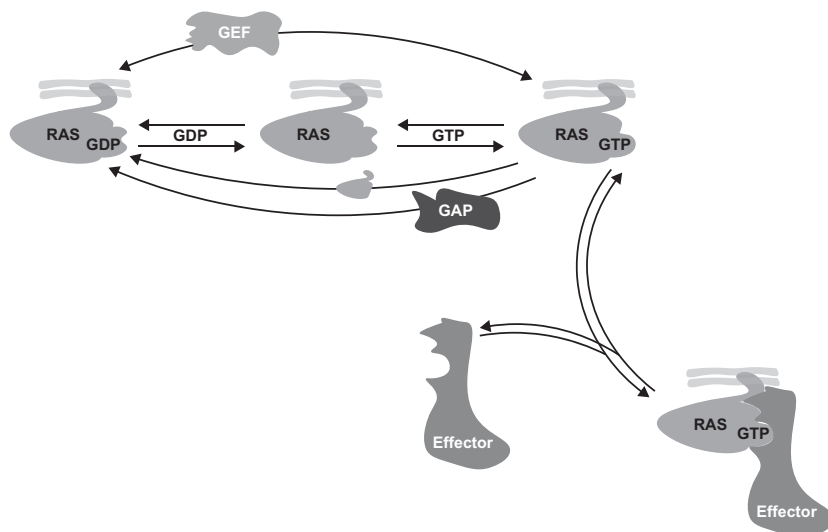 GEF
RAS
GDP
GDP
RAS
GTP
RAS
GTP
GAP
Effector
RAS
GTP
Effector